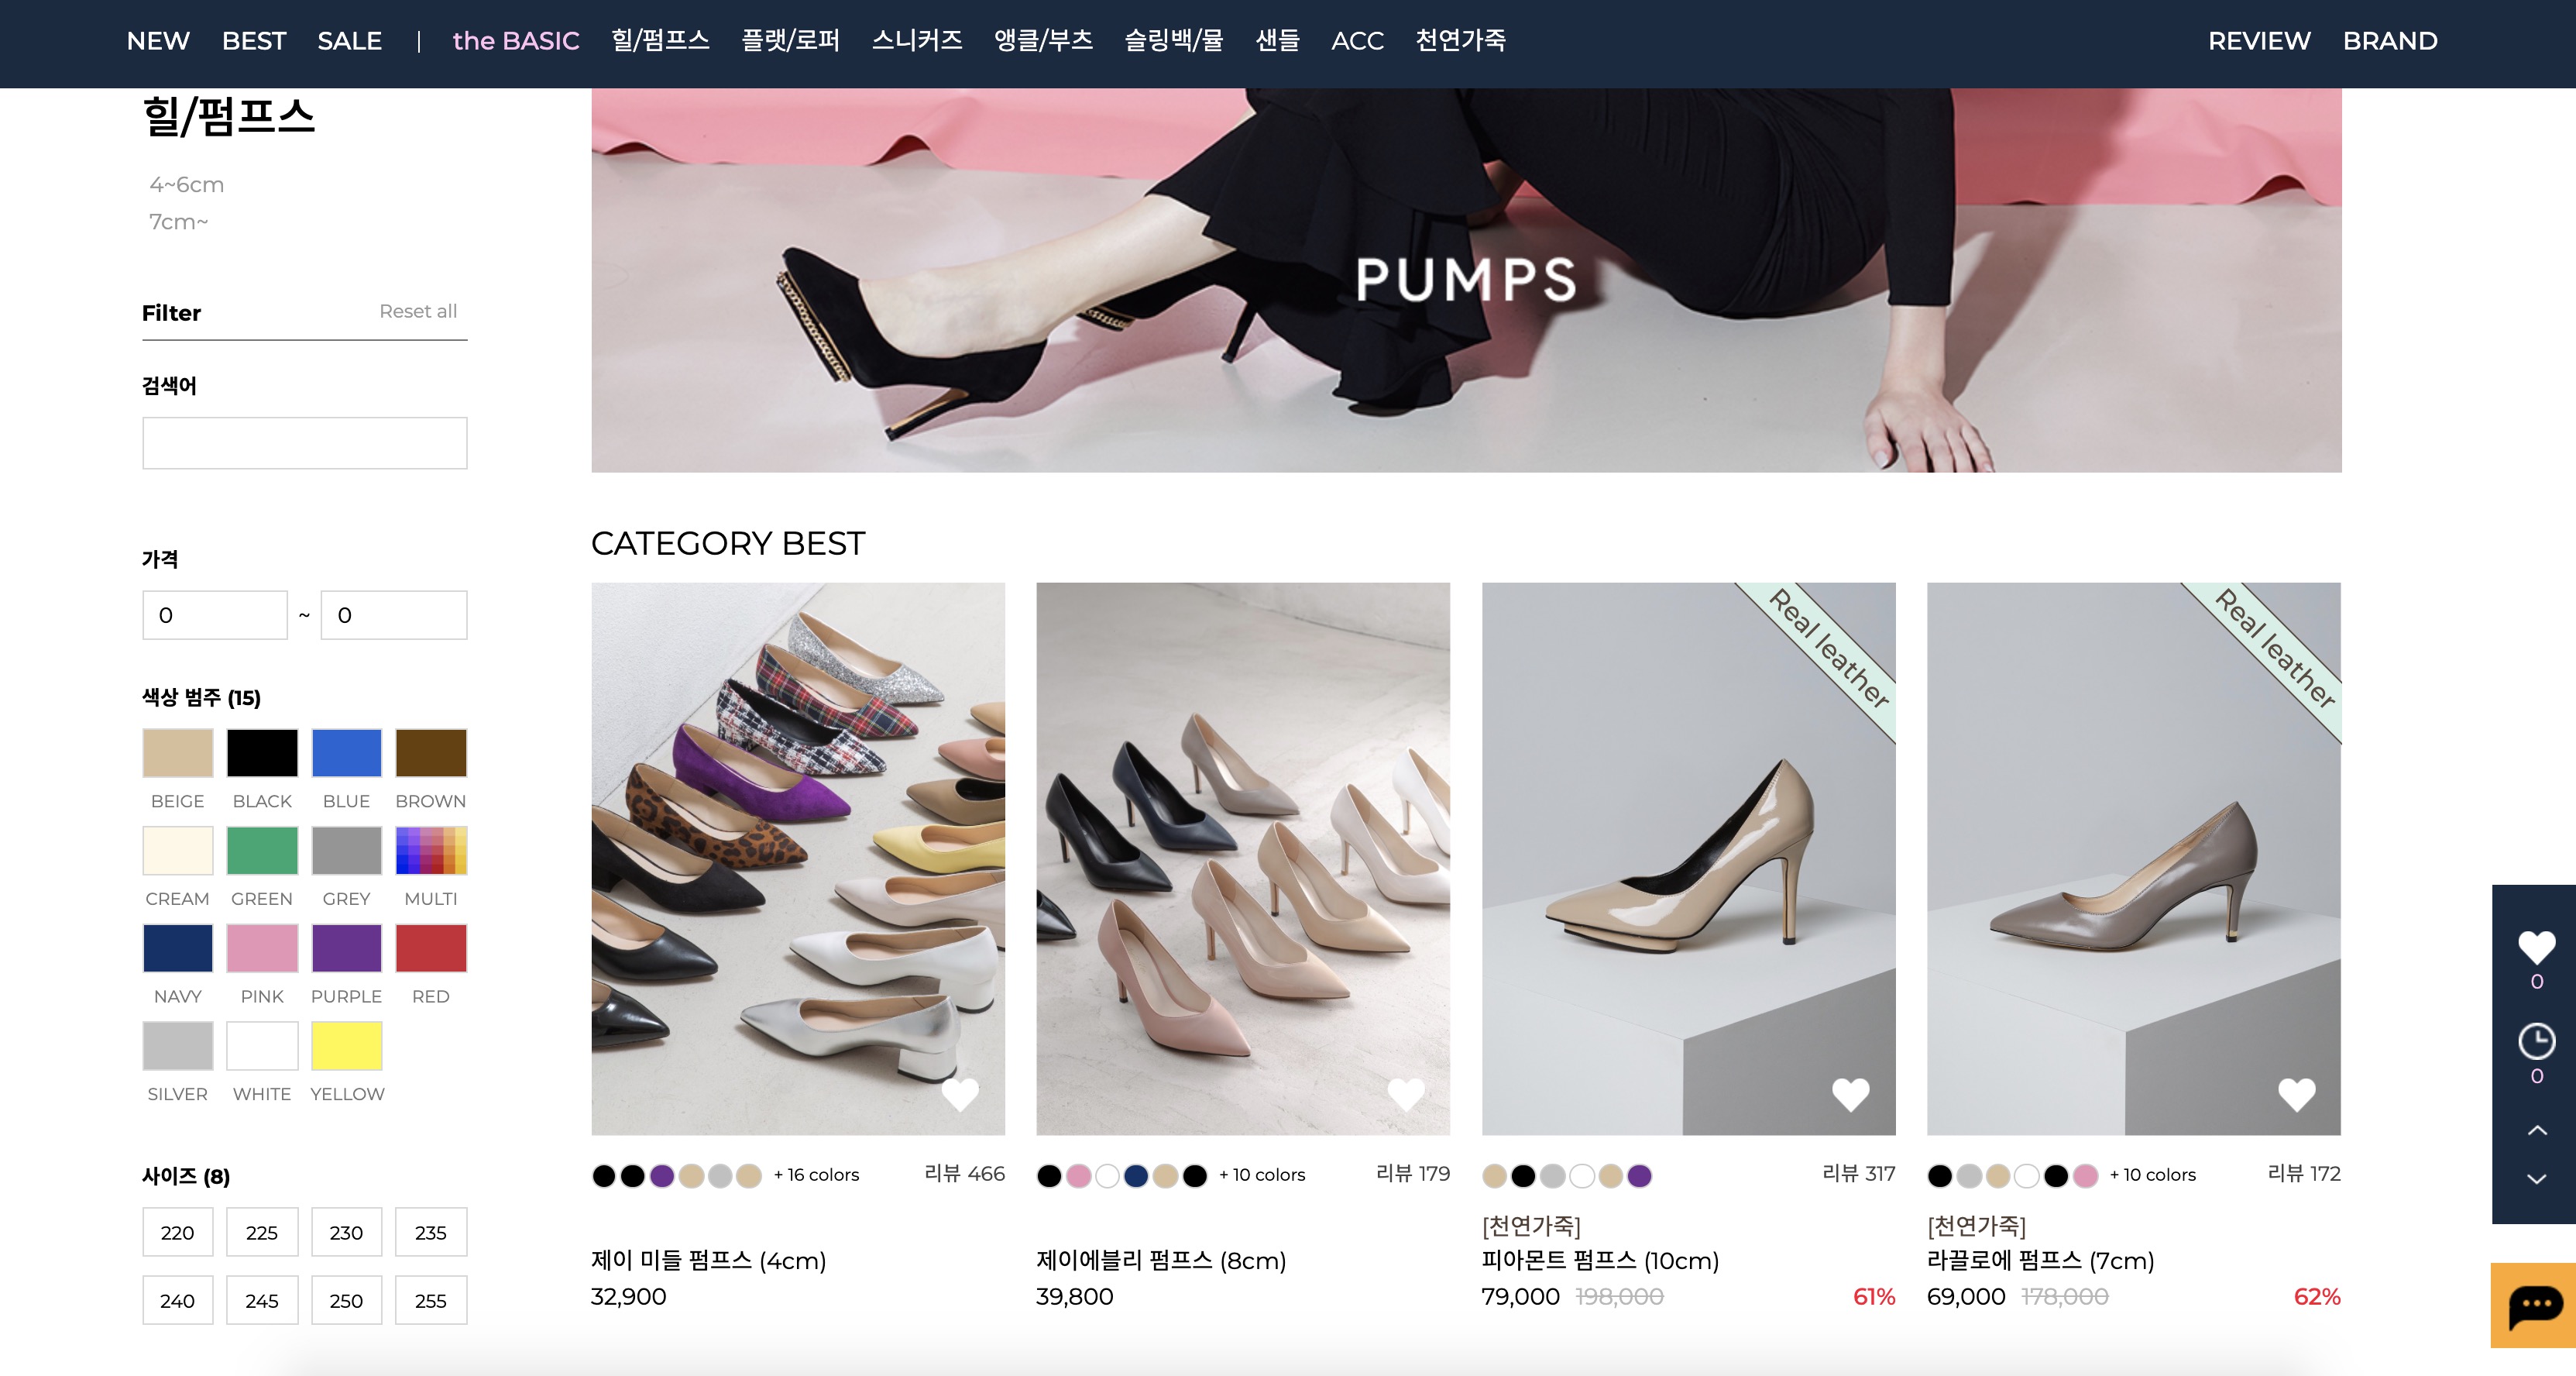 NEW BEST SALE | the BASIC 힐/펌프스 플랫/로퍼 스니커즈 앵클/부츠 슬링백/뮬 샌들 ACC 천연가죽 REVIEW BRAND
힐/펌프스
4~6cm
7cm~
Filter Reset all
검색어
가격
0 ~ 0
색상 범주 (15)
BEIGE BLACK BLUE BROWN
CREAM GREEN GREY MULTI
NAVY PINK PURPLE RED
SILVER WHITE YELLOW
사이즈 (8)
220 225 230 235
240 245 250 255
PUMPS
CATEGORY BEST
Real leather
Real leather
+ 16 colors 리뷰 466
제이 미들 펌프스 (4cm)
32,900
+ 10 colors 리뷰 179
제이에블리 펌프스 (8cm)
39,800
리뷰 317
[천연가죽]
피아몬트 펌프스 (10cm)
79,000 198,000 61%
+ 10 colors 리뷰 172
[천연가죽]
라끌로에 펌프스 (7cm)
69,000 178,000 62%
0
0